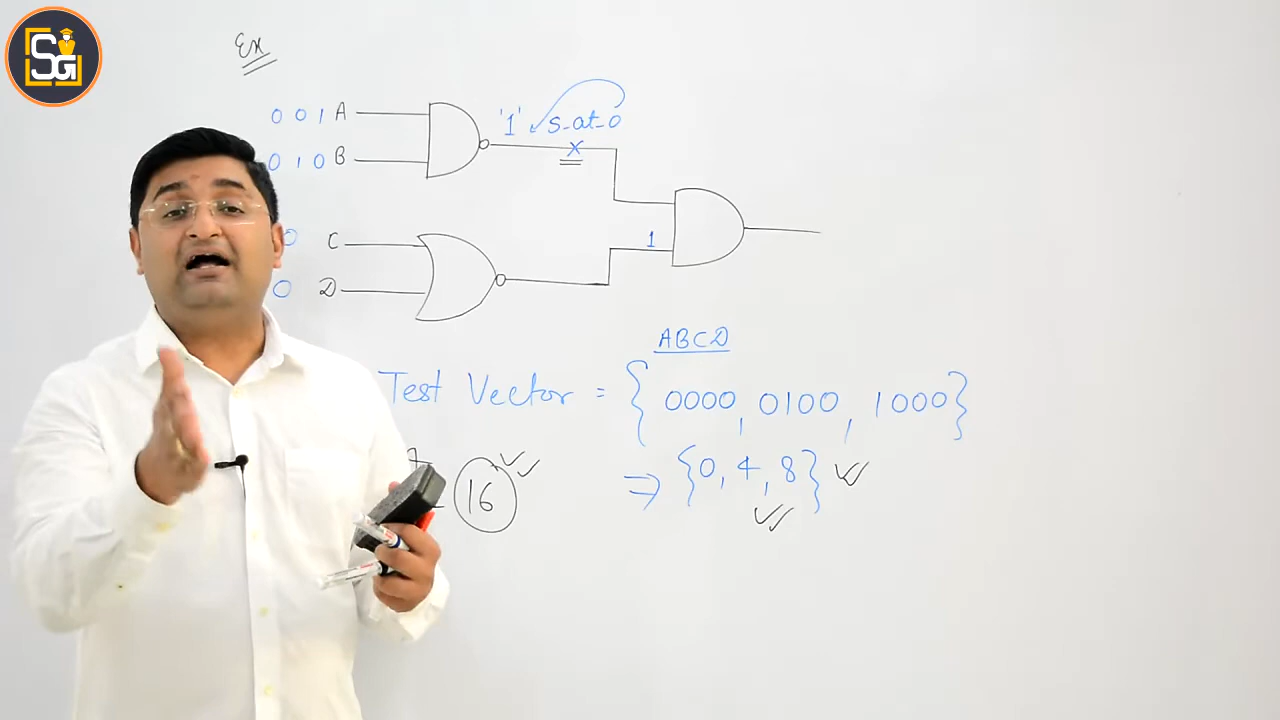 SG
Ex
0 0 1 A
'1' s-at-0
x
0 1 0 B
0 C
1
0 D
ABCD
Test Vector = { 0000, 0100, 1000}
16
⇒ {0, 4, 8}